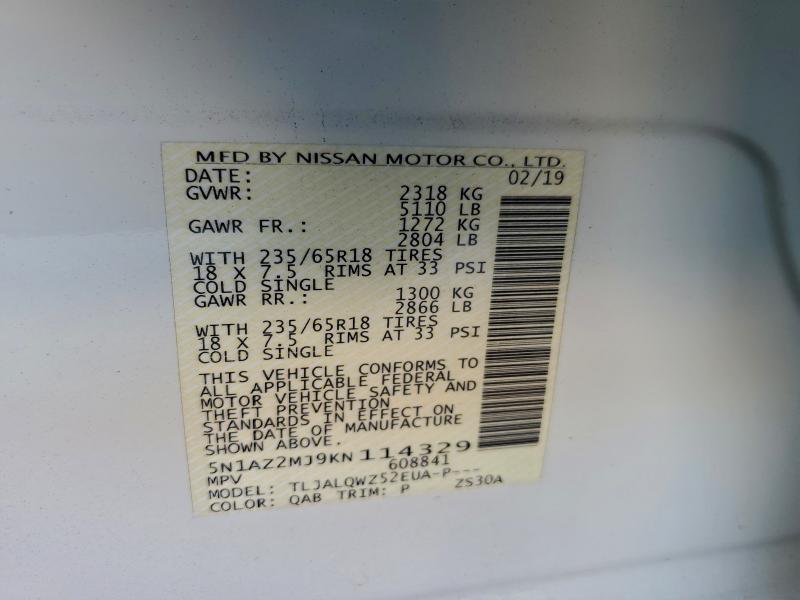 MFD BY NISSAN MOTOR CO., LTD.
DATE: 02/19
GVWR: 2318 KG
5110 LB
GAWR FR.: 1272 KG
2804 LB
WITH 235/65R18 TIRES
18 X 7.5 RIMS AT 33 PSI
COLD SINGLE
GAWR RR.: 1300 KG
2866 LB
WITH 235/65R18 TIRES
18 X 7.5 RIMS AT 33 PSI
COLD SINGLE
THIS VEHICLE CONFORMS TO
ALL APPLICABLE FEDERAL
MOTOR VEHICLE SAFETY AND
THEFT PREVENTION
STANDARDS IN EFFECT ON
THE DATE OF MANUFACTURE
SHOWN ABOVE.
5N1AZ2MJ9KN114329
MPV 608841
MODEL: TLJALQWZ52EUA-P---
COLOR: QAB TRIM: P ZS30A